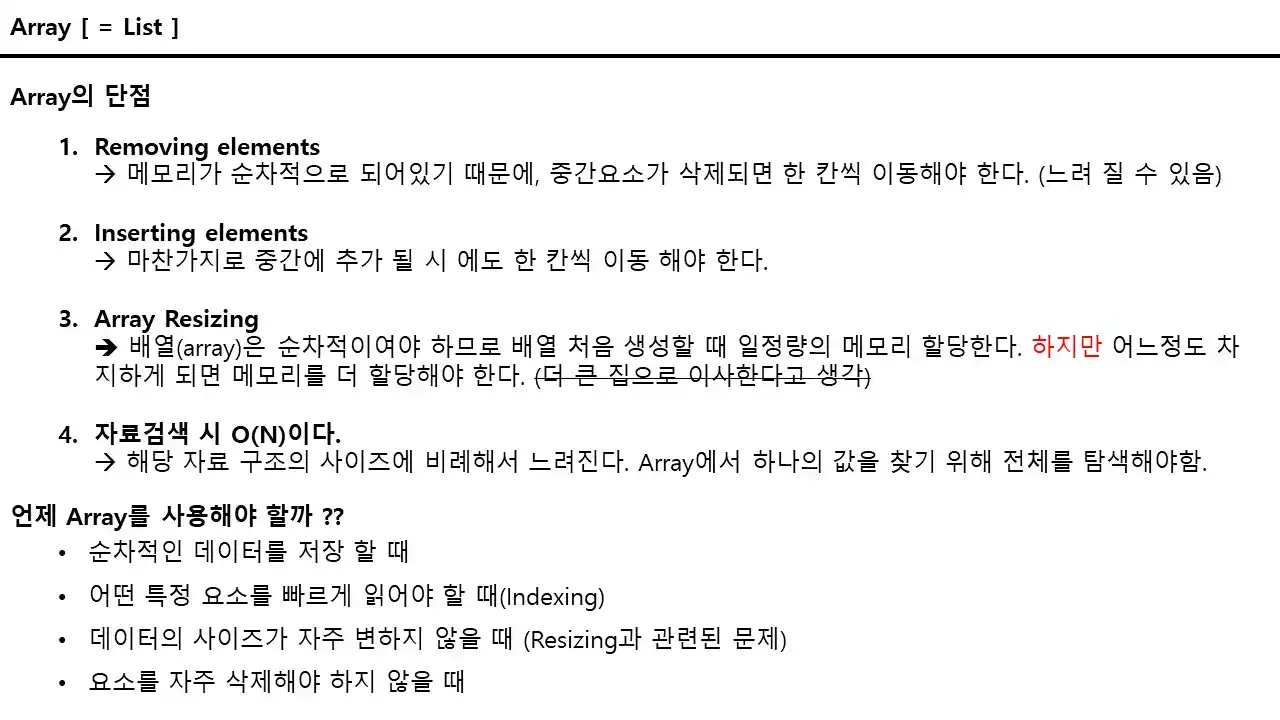 Array [ = List ]
Array의 단점
1. Removing elements
→ 메모리가 순차적으로 되어있기 때문에, 중간요소가 삭제되면 한 칸씩 이동해야 한다. (느려 질 수 있음)
2. Inserting elements
→ 마찬가지로 중간에 추가 될 시 에도 한 칸씩 이동 해야 한다.
3. Array Resizing
➔ 배열(array)은 순차적이여야 하므로 배열 처음 생성할 때 일정량의 메모리 할당한다. 하지만 어느정도 차
지하게 되면 메모리를 더 할당해야 한다. (더 큰 집으로 이사한다고 생각)
4. 자료검색 시 O(N)이다.
→ 해당 자료 구조의 사이즈에 비례해서 느려진다. Array에서 하나의 값을 찾기 위해 전체를 탐색해야함.
언제 Array를 사용해야 할까 ??
• 순차적인 데이터를 저장 할 때
• 어떤 특정 요소를 빠르게 읽어야 할 때(Indexing)
• 데이터의 사이즈가 자주 변하지 않을 때 (Resizing과 관련된 문제)
• 요소를 자주 삭제해야 하지 않을 때